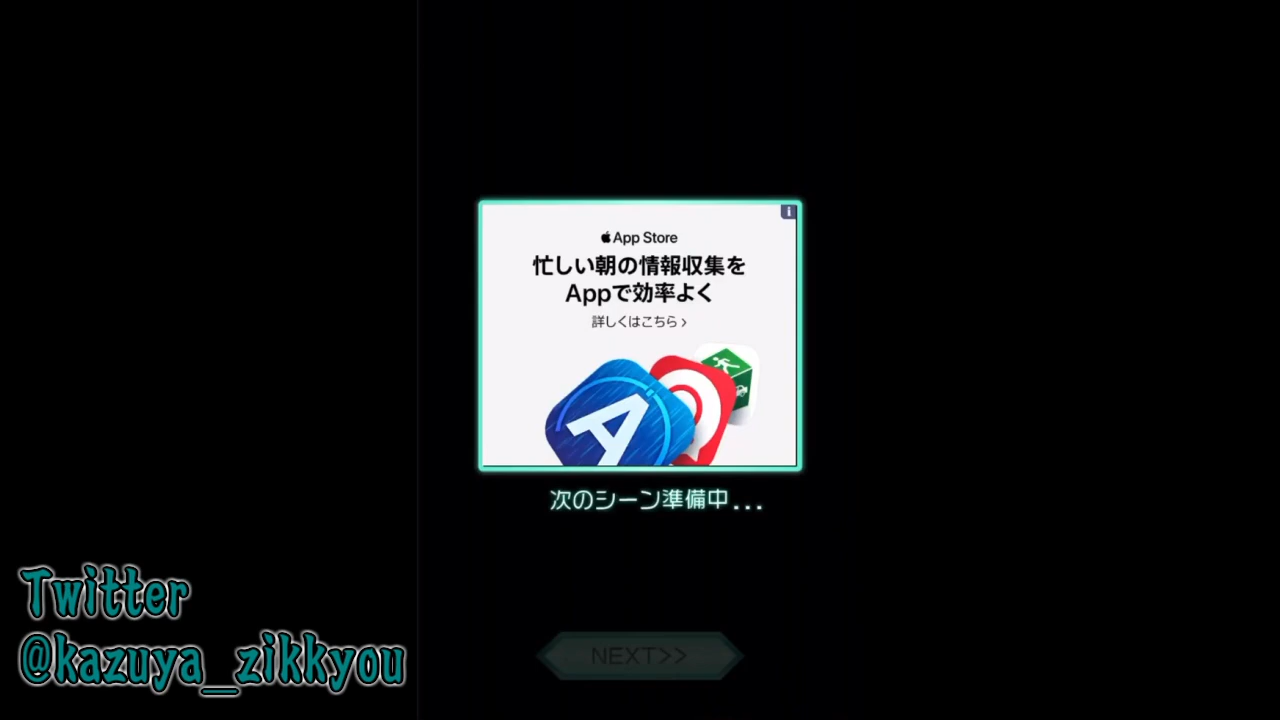 App Store
忙しい朝の情報収集を
Appで効率よく
詳しくはこちら ›
次のシーン準備中...
NEXT>>
Twitter
@kazuya_zikkyou